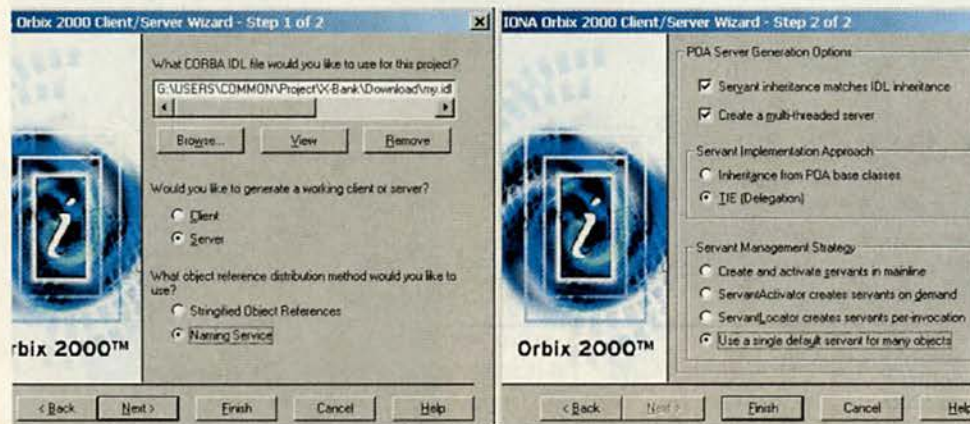 Orbix 2000 Client/Server Wizard - Step 1 of 2
What CORBA IDL file would you like to use for this project?
G:\USERS\COMMON\Project\X-Bank\Download\my.idl
Browse...
View
Remove
Would you like to generate a working client or server?
Client
Server
What object reference distribution method would you like to
use?
Stringified Object References
Naming Service
rbix 2000™
< Back
Next >
Finish
Cancel
Help
IONA Orbix 2000 Client/Server Wizard - Step 2 of 2
POA Server Generation Options
Servant inheritance matches IDL inheritance
Create a multi-threaded server
Servant Implementation Approach
Inheritance from POA base classes
TIE (Delegation)
Servant Management Strategy
Create and activate servants in mainline
ServantActivator creates servants on demand
ServantLocator creates servants per-invocation
Use a single default servant for many objects
i
i
Orbix 2000™
< Back
Next >
Finish
Cancel
Help